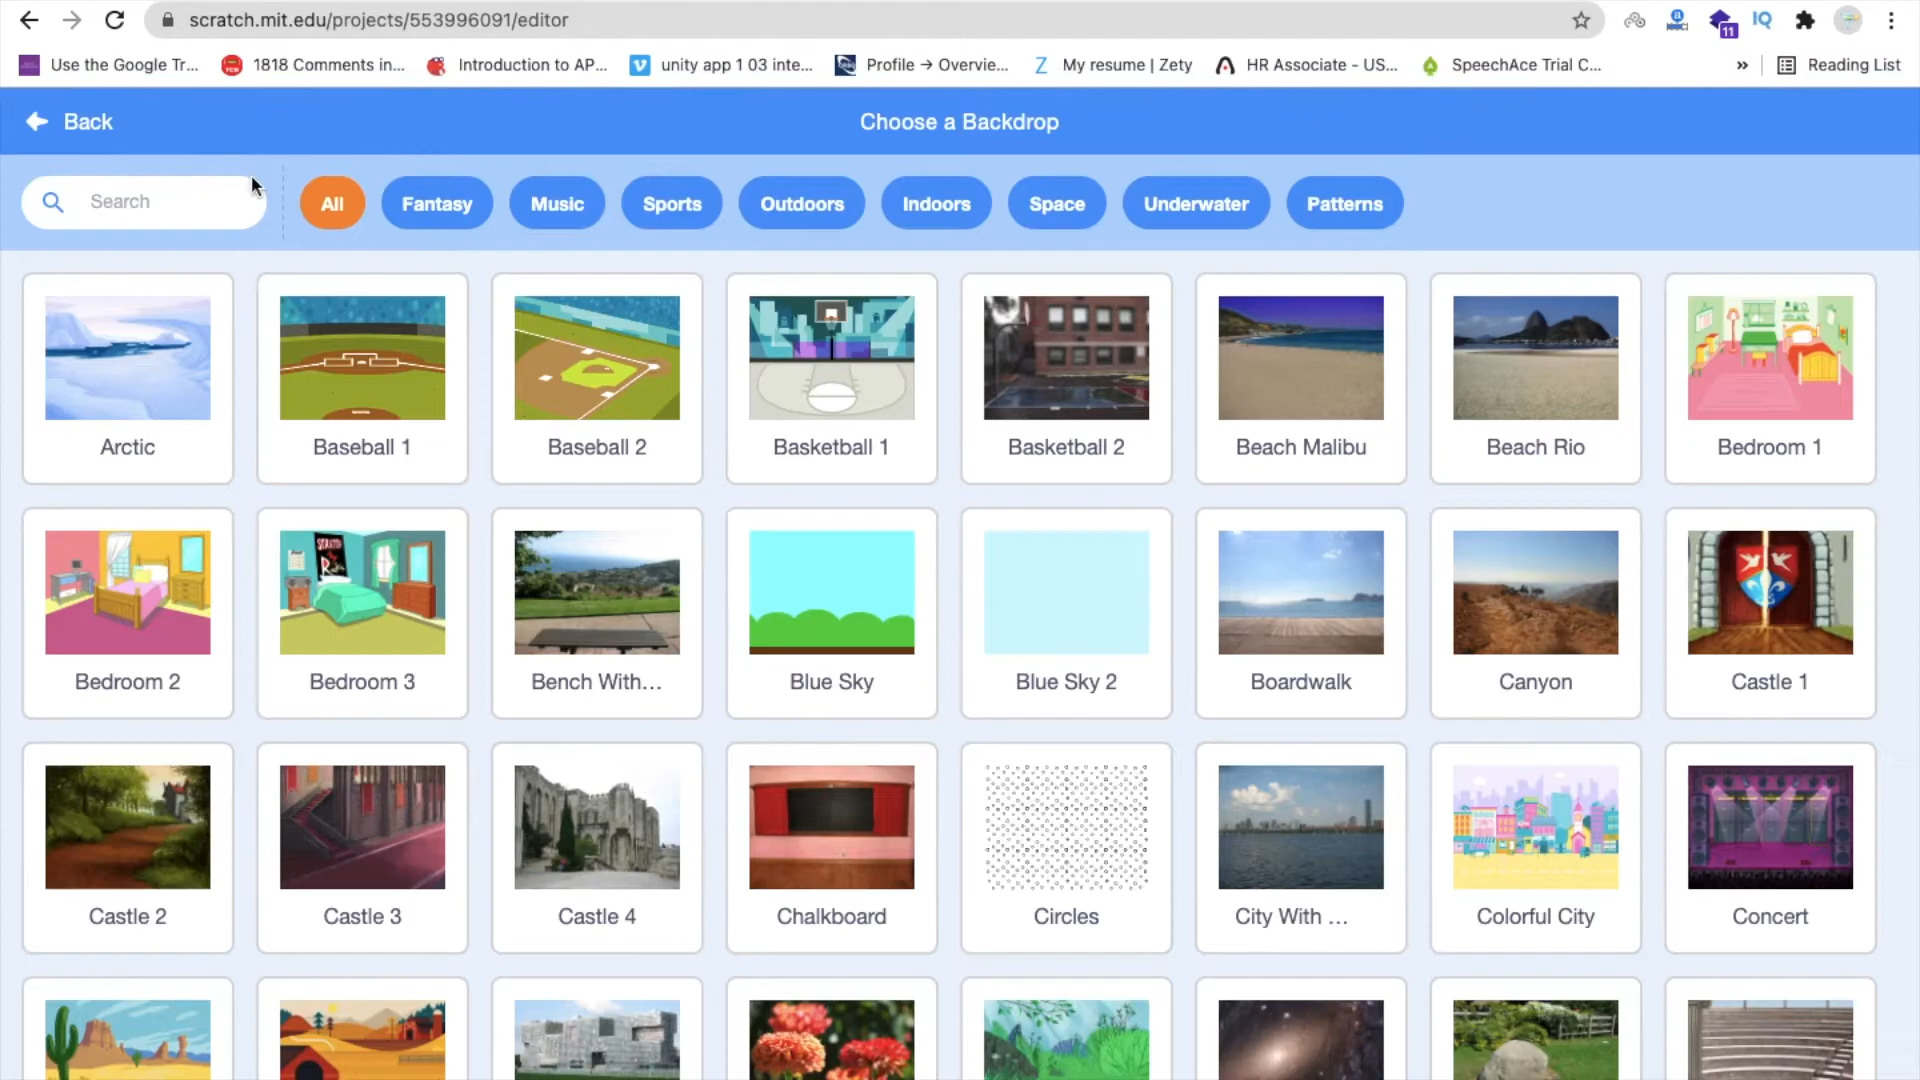 scratch.mit.edu/projects/553996091/editor
11
IQ
Use the Google Tr...
1818 Comments in...
Introduction to AP...
unity app 1 03 inte...
Profile → Overvie...
Z My resume | Zety
HR Associate - US...
SpeechAce Trial C...
»
Reading List
Back
Choose a Backdrop
Search
All
Fantasy
Music
Sports
Outdoors
Indoors
Space
Underwater
Patterns
Arctic
Baseball 1
Baseball 2
Basketball 1
Basketball 2
Beach Malibu
Beach Rio
Bedroom 1
SCRATCH
R
Bedroom 2
Bedroom 3
Bench With...
Blue Sky
Blue Sky 2
Boardwalk
Canyon
Castle 1
Castle 2
Castle 3
Castle 4
Chalkboard
Circles
City With ...
Colorful City
Concert